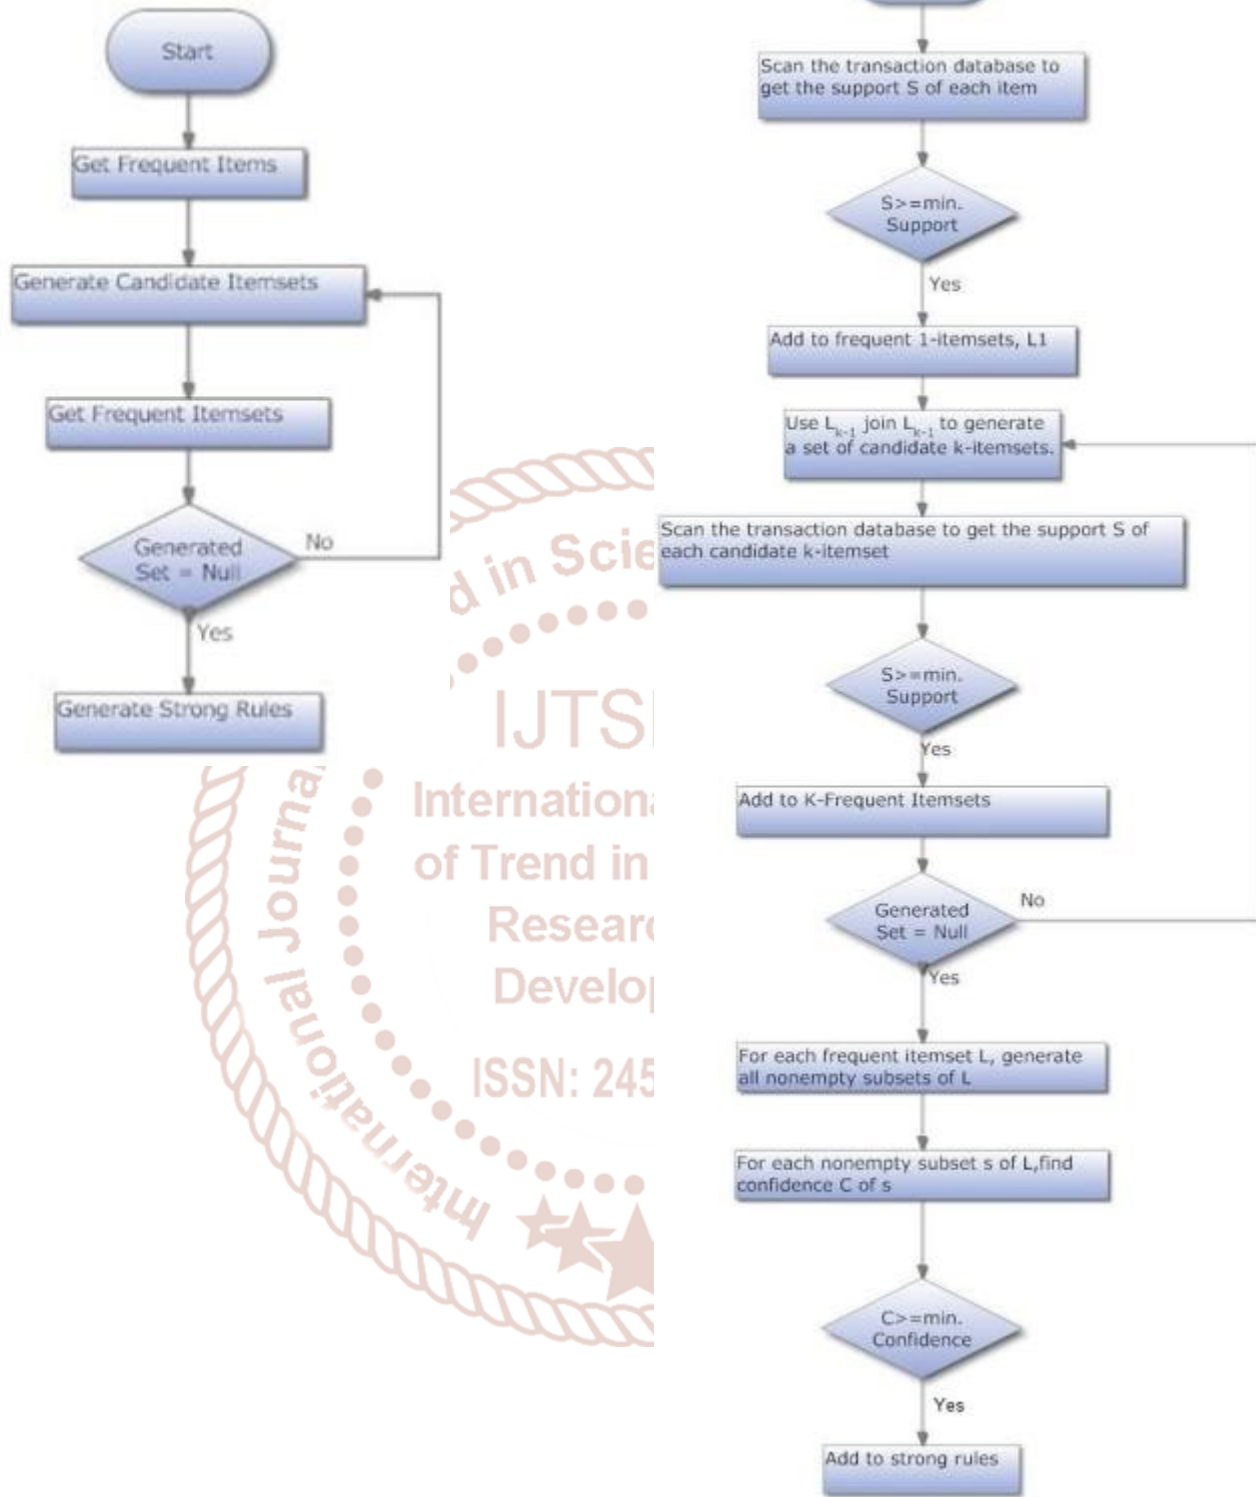 Start
Get Frequent Items
Generate Candidate Itemsets
Get Frequent Itemsets
Generated
Set = Null
No
Yes
Generate Strong Rules
Scan the transaction database to
get the support S of each item
S>=min.
Support
Yes
Add to frequent 1-itemsets, L1
Use L_{k-1} join L_{k-1} to generate
a set of candidate k-itemsets.
Scan the transaction database to get the support S of
each candidate k-itemset
S>=min.
Support
Yes
Add to K-Frequent Itemsets
Generated
Set = Null
No
Yes
For each frequent itemset L, generate
all nonempty subsets of L
For each nonempty subset s of L,find
confidence C of s
C>=min.
Confidence
Yes
Add to strong rules
d in Scie
IJTS
Internationa
of Trend in
Researc
Develop
ISSN: 245
International Journa